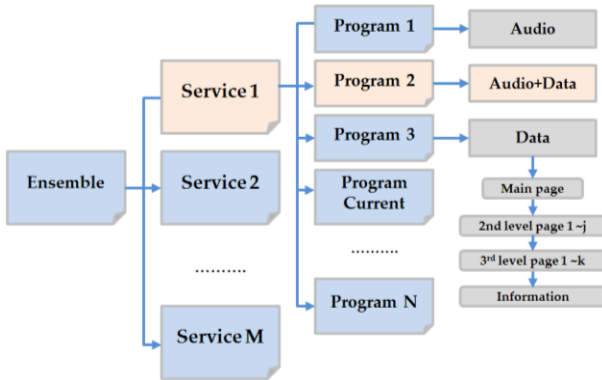 Ensemble
Service 1
Service 2
..........
Service M
Program 1
Program 2
Program 3
Program
Current
..........
Program N
Audio
Audio+Data
Data
Main page
2nd level page 1 ~j
3rd level page 1 ~k
Information